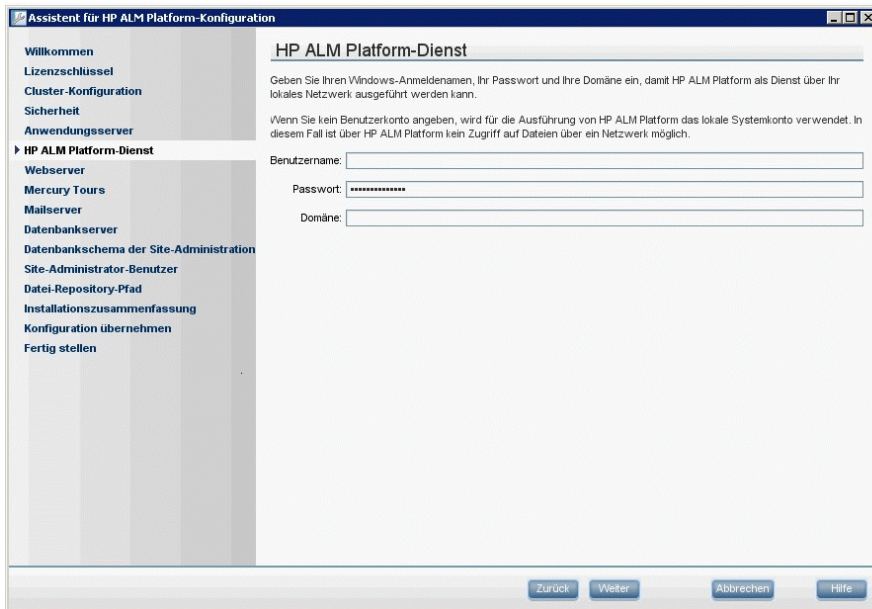 Assistent für HP ALM Platform-Konfiguration
Willkommen
Lizenzschlüssel
Cluster-Konfiguration
Sicherheit
Anwendungsserver
HP ALM Platform-Dienst
Webserver
Mercury Tours
Mailserver
Datenbankserver
Datenbankschema der Site-Administration
Site-Administrator-Benutzer
Datei-Repository-Pfad
Installationszusammenfassung
Konfiguration übernehmen
Fertig stellen
HP ALM Platform-Dienst
Geben Sie Ihren Windows-Anmeldenamen, Ihr Passwort und Ihre Domäne ein, damit HP ALM Platform als Dienst über Ihr
lokales Netzwerk ausgeführt werden kann.
Wenn Sie kein Benutzerkonto angeben, wird für die Ausführung von HP ALM Platform das lokale Systemkonto verwendet. In
diesem Fall ist über HP ALM Platform kein Zugriff auf Dateien über ein Netzwerk möglich.
Benutzername:
Passwort: ••••••••••••••
Domäne:
Zurück Weiter Abbrechen Hilfe